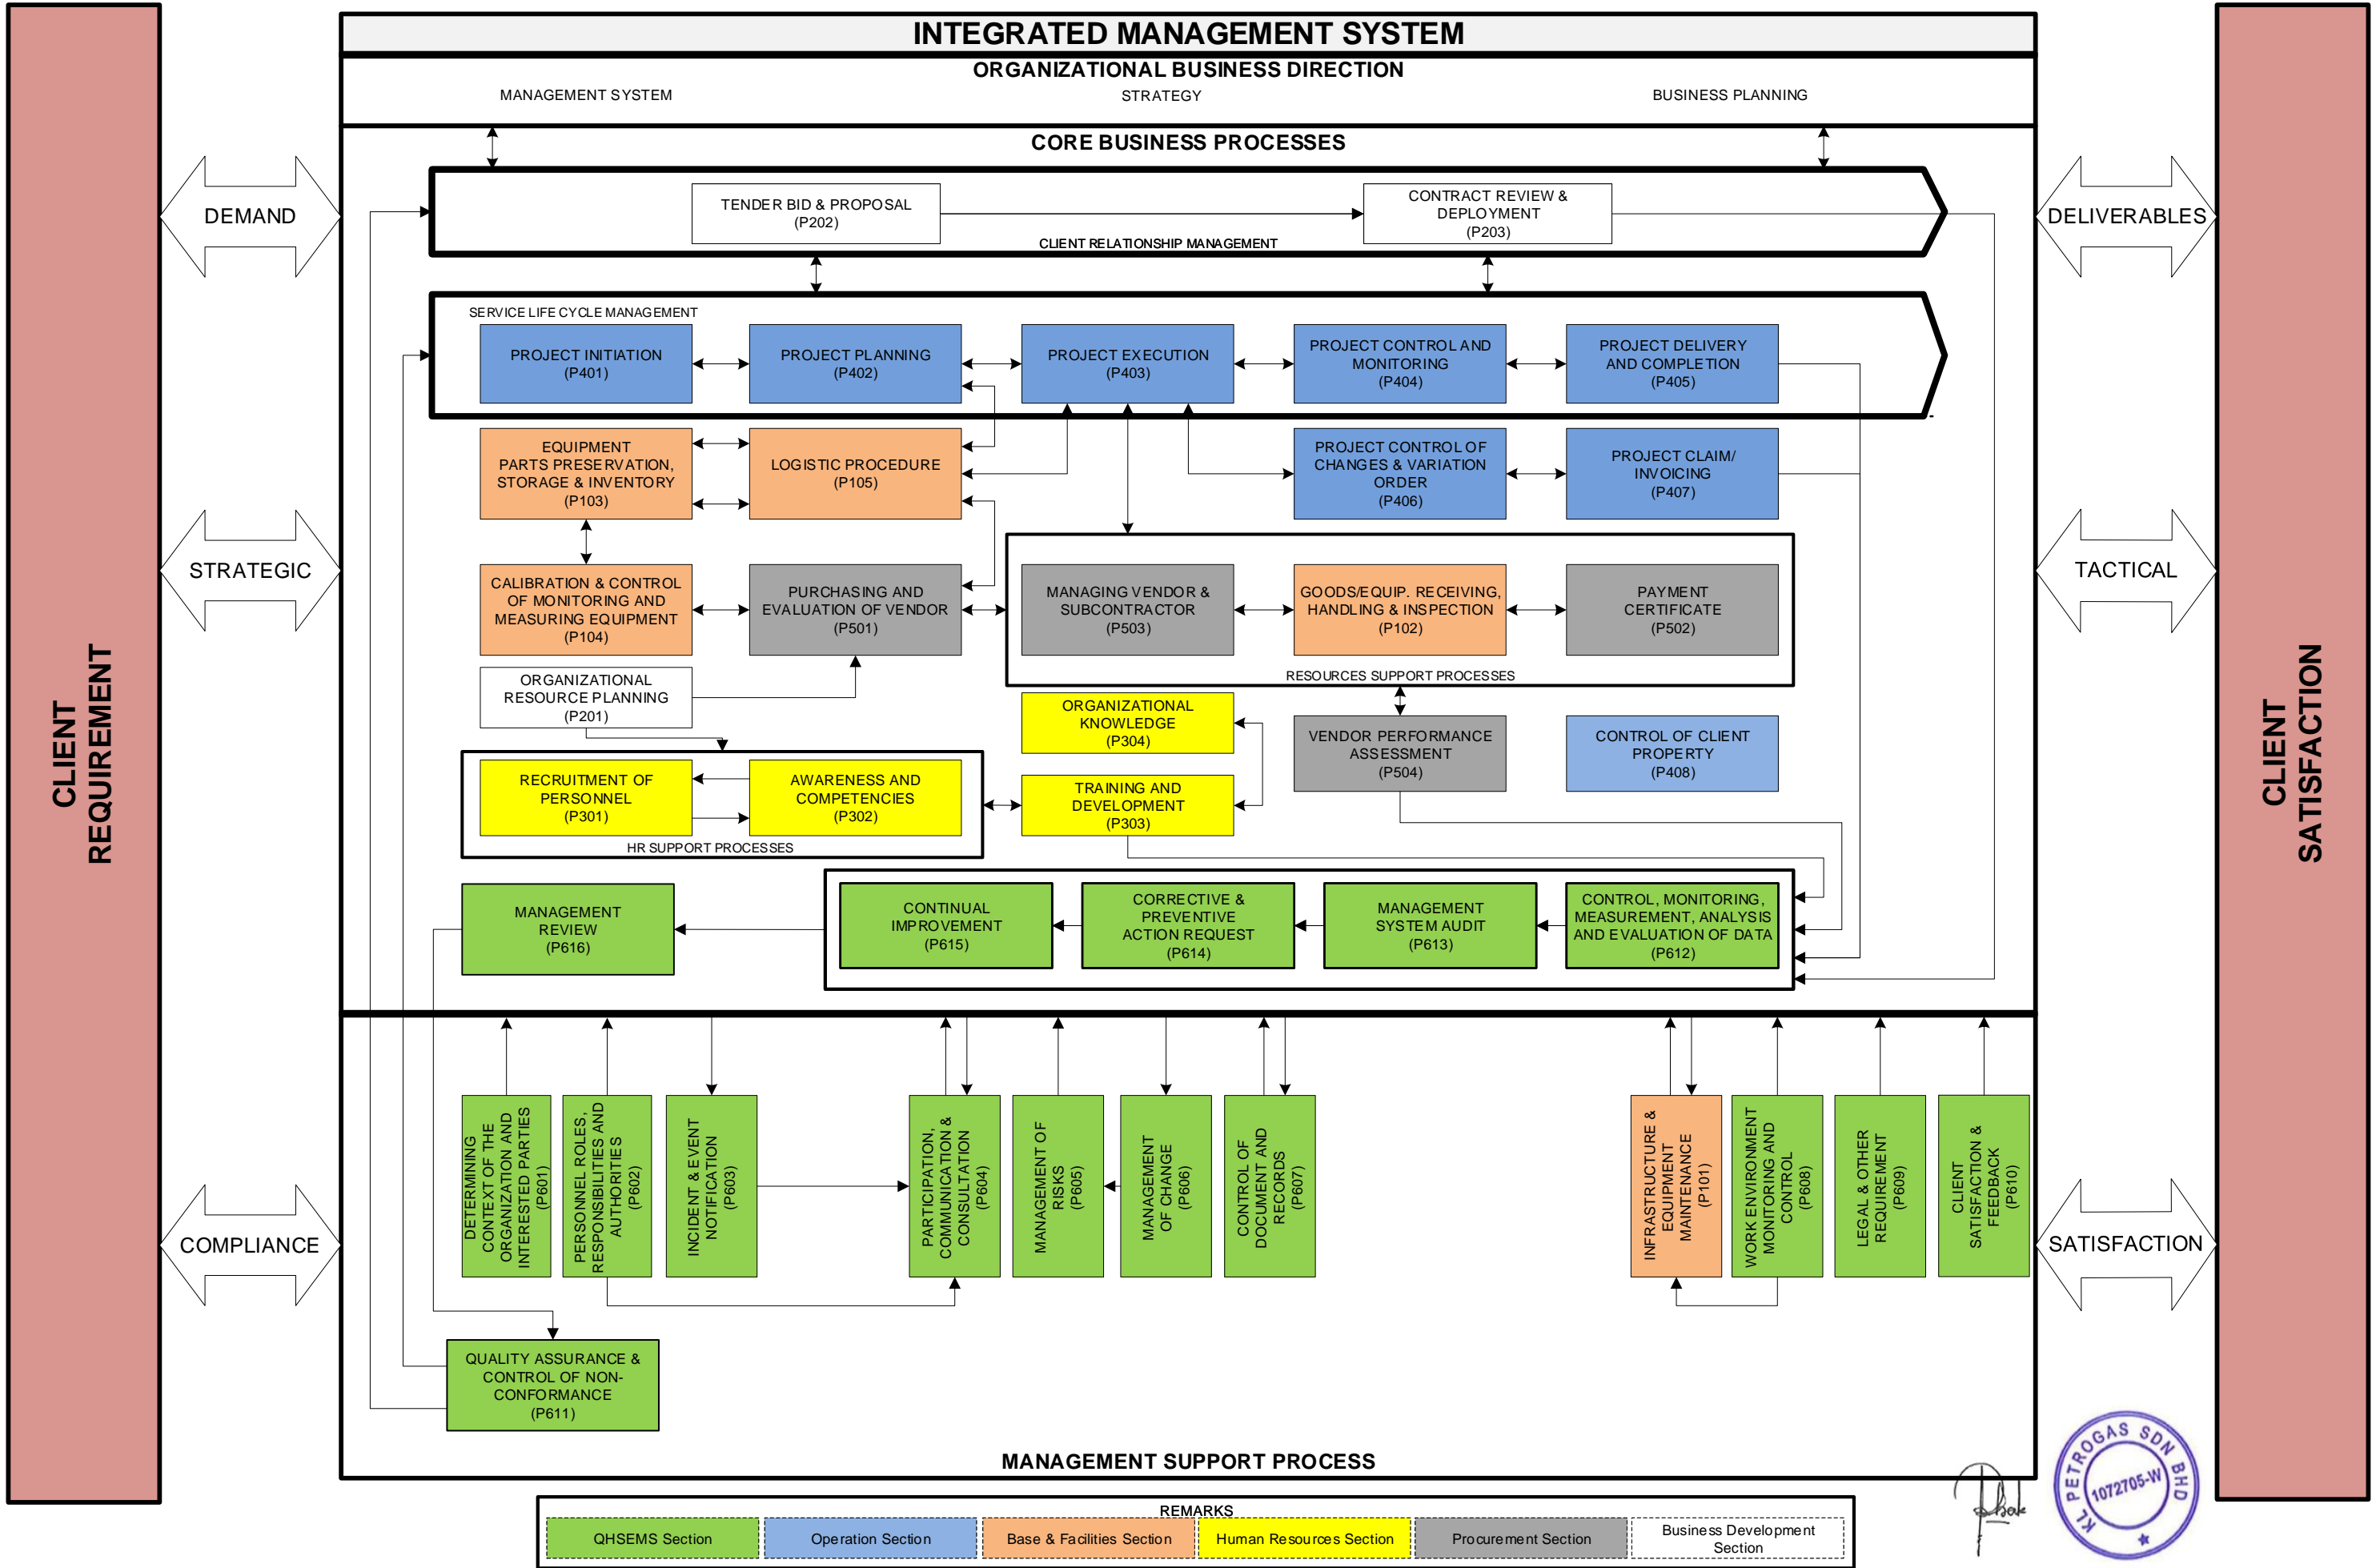 INTEGRATED MANAGEMENT SYSTEM
ORGANIZATIONAL BUSINESS DIRECTION
MANAGEMENT SYSTEM
STRATEGY
BUSINESS PLANNING
CORE BUSINESS PROCESSES
CLIENT
REQUIREMENT
DEMAND
STRATEGIC
COMPLIANCE
TENDER BID & PROPOSAL
(P202)
CONTRACT REVIEW &
DEPLOYMENT
(P203)
CLIENT RELATIONSHIP MANAGEMENT
SERVICE LIFE CYCLE MANAGEMENT
PROJECT INITIATION
(P401)
PROJECT PLANNING
(P402)
PROJECT EXECUTION
(P403)
PROJECT CONTROL AND
MONITORING
(P404)
PROJECT DELIVERY
AND COMPLETION
(P405)
EQUIPMENT
PARTS PRESERVATION,
STORAGE & INVENTORY
(P103)
LOGISTIC PROCEDURE
(P105)
PROJECT CONTROL OF
CHANGES & VARIATION
ORDER
(P406)
PROJECT CLAIM/
INVOICING
(P407)
CALIBRATION & CONTROL
OF MONITORING AND
MEASURING EQUIPMENT
(P104)
PURCHASING AND
EVALUATION OF VENDOR
(P501)
MANAGING VENDOR &
SUBCONTRACTOR
(P503)
GOODS/EQUIP. RECEIVING,
HANDLING & INSPECTION
(P102)
PAYMENT
CERTIFICATE
(P502)
RESOURCES SUPPORT PROCESSES
ORGANIZATIONAL
RESOURCE PLANNING
(P201)
ORGANIZATIONAL
KNOWLEDGE
(P304)
VENDOR PERFORMANCE
ASSESSMENT
(P504)
CONTROL OF CLIENT
PROPERTY
(P408)
RECRUITMENT OF
PERSONNEL
(P301)
AWARENESS AND
COMPETENCIES
(P302)
HR SUPPORT PROCESSES
TRAINING AND
DEVELOPMENT
(P303)
MANAGEMENT
REVIEW
(P616)
CONTINUAL
IMPROVEMENT
(P615)
CORRECTIVE &
PREVENTIVE
ACTION REQUEST
(P614)
MANAGEMENT
SYSTEM AUDIT
(P613)
CONTROL, MONITORING,
MEASUREMENT, ANALYSIS
AND EVALUATION OF DATA
(P612)
DETERMINING
CONTEXT OF THE
ORGANIZATION AND
INTERESTED PARTIES
(P601)
PERSONNEL ROLES,
RESPONSIBILITIES AND
AUTHORITIES
(P602)
INCIDENT & EVENT
NOTIFICATION
(P603)
PARTICIPATION,
COMMUNICATION &
CONSULTATION
(P604)
MANAGEMENT OF
RISKS
(P605)
MANAGEMENT
OF CHANGE
(P606)
CONTROL OF
DOCUMENT AND
RECORDS
(P607)
INFRASTRUCTURE &
EQUIPMENT
MAINTENANCE
(P101)
WORK ENVIRONMENT
MONITORING AND
CONTROL
(P608)
LEGAL & OTHER
REQUIREMENT
(P609)
CLIENT
SATISFACTION &
FEEDBACK
(P610)
QUALITY ASSURANCE &
CONTROL OF NON-
CONFORMANCE
(P611)
MANAGEMENT SUPPORT PROCESS
DELIVERABLES
TACTICAL
SATISFACTION
CLIENT
SATISFACTION
REMARKS
QHSEMS Section
Operation Section
Base & Facilities Section
Human Resources Section
Procurement Section
Business Development
Section
KL PETROGAS SDN BHD
1072705-W